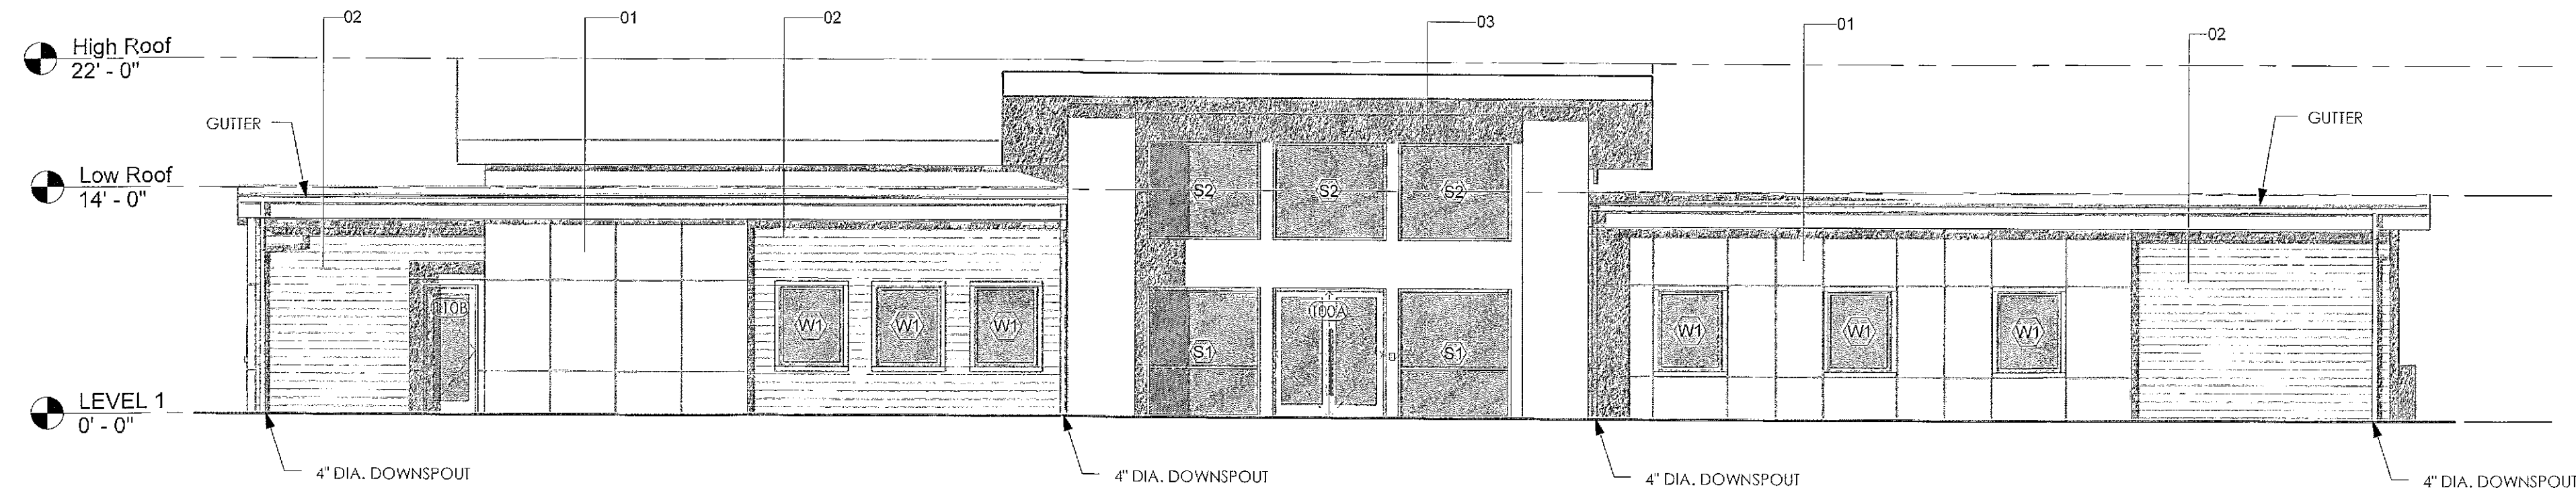 02
01
02
03
01
02
High Roof
22' - 0"
GUTTER
GUTTER
Low Roof
14' - 0"
S2
S2
S2
110B
W1
W1
W1
100A
S1
S1
W1
W1
W1
LEVEL 1
0' - 0"
4" DIA. DOWNSPOUT
4" DIA. DOWNSPOUT
4" DIA. DOWNSPOUT
4" DIA. DOWNSPOUT